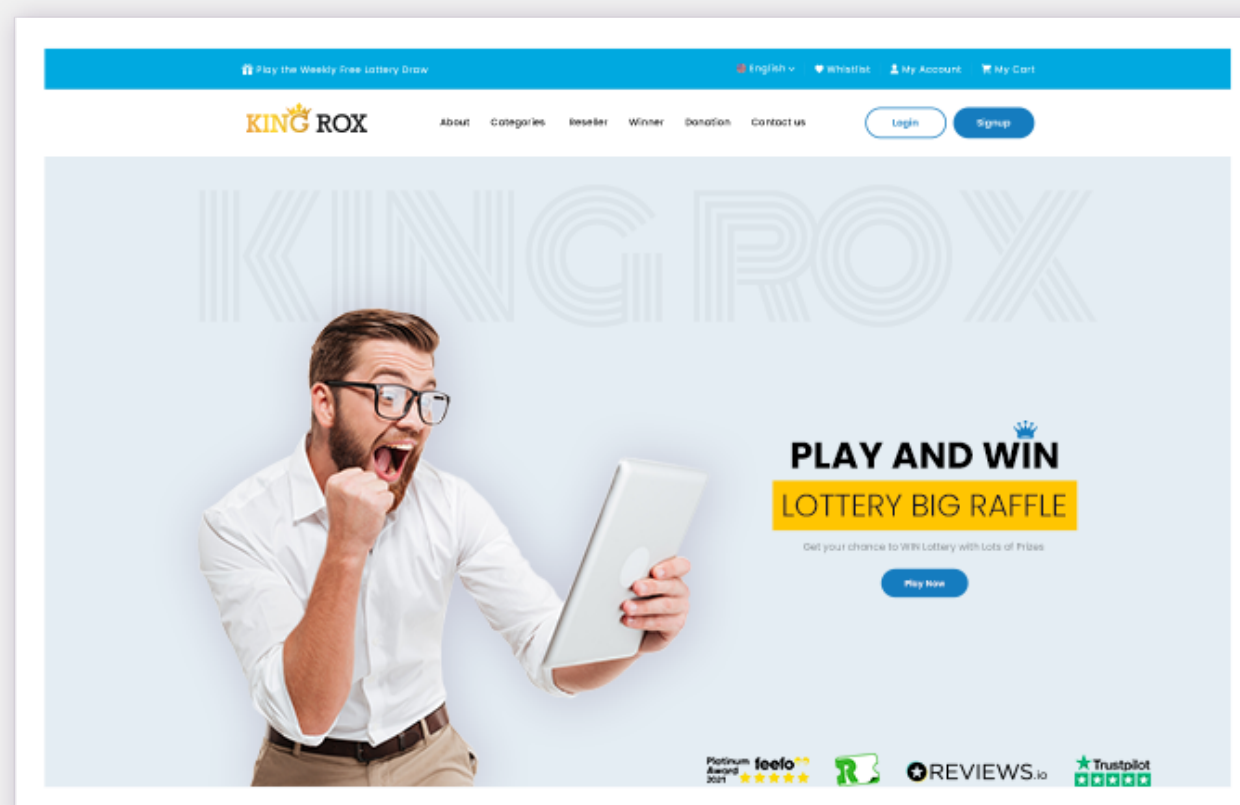 Play the Weekly Free Lottery Draw
English
Whistlist
My Account
My Cart
KING ROX
About
Categories
Reseller
Winner
Donation
Contact us
Login
Signup
KING ROX
PLAY AND WIN
LOTTERY BIG RAFFLE
Get your chance to WIN Lottery with Lots of Prizes
Play Now
Platinum
Award
2021
feefo
R
REVIEWS.io
Trustpilot